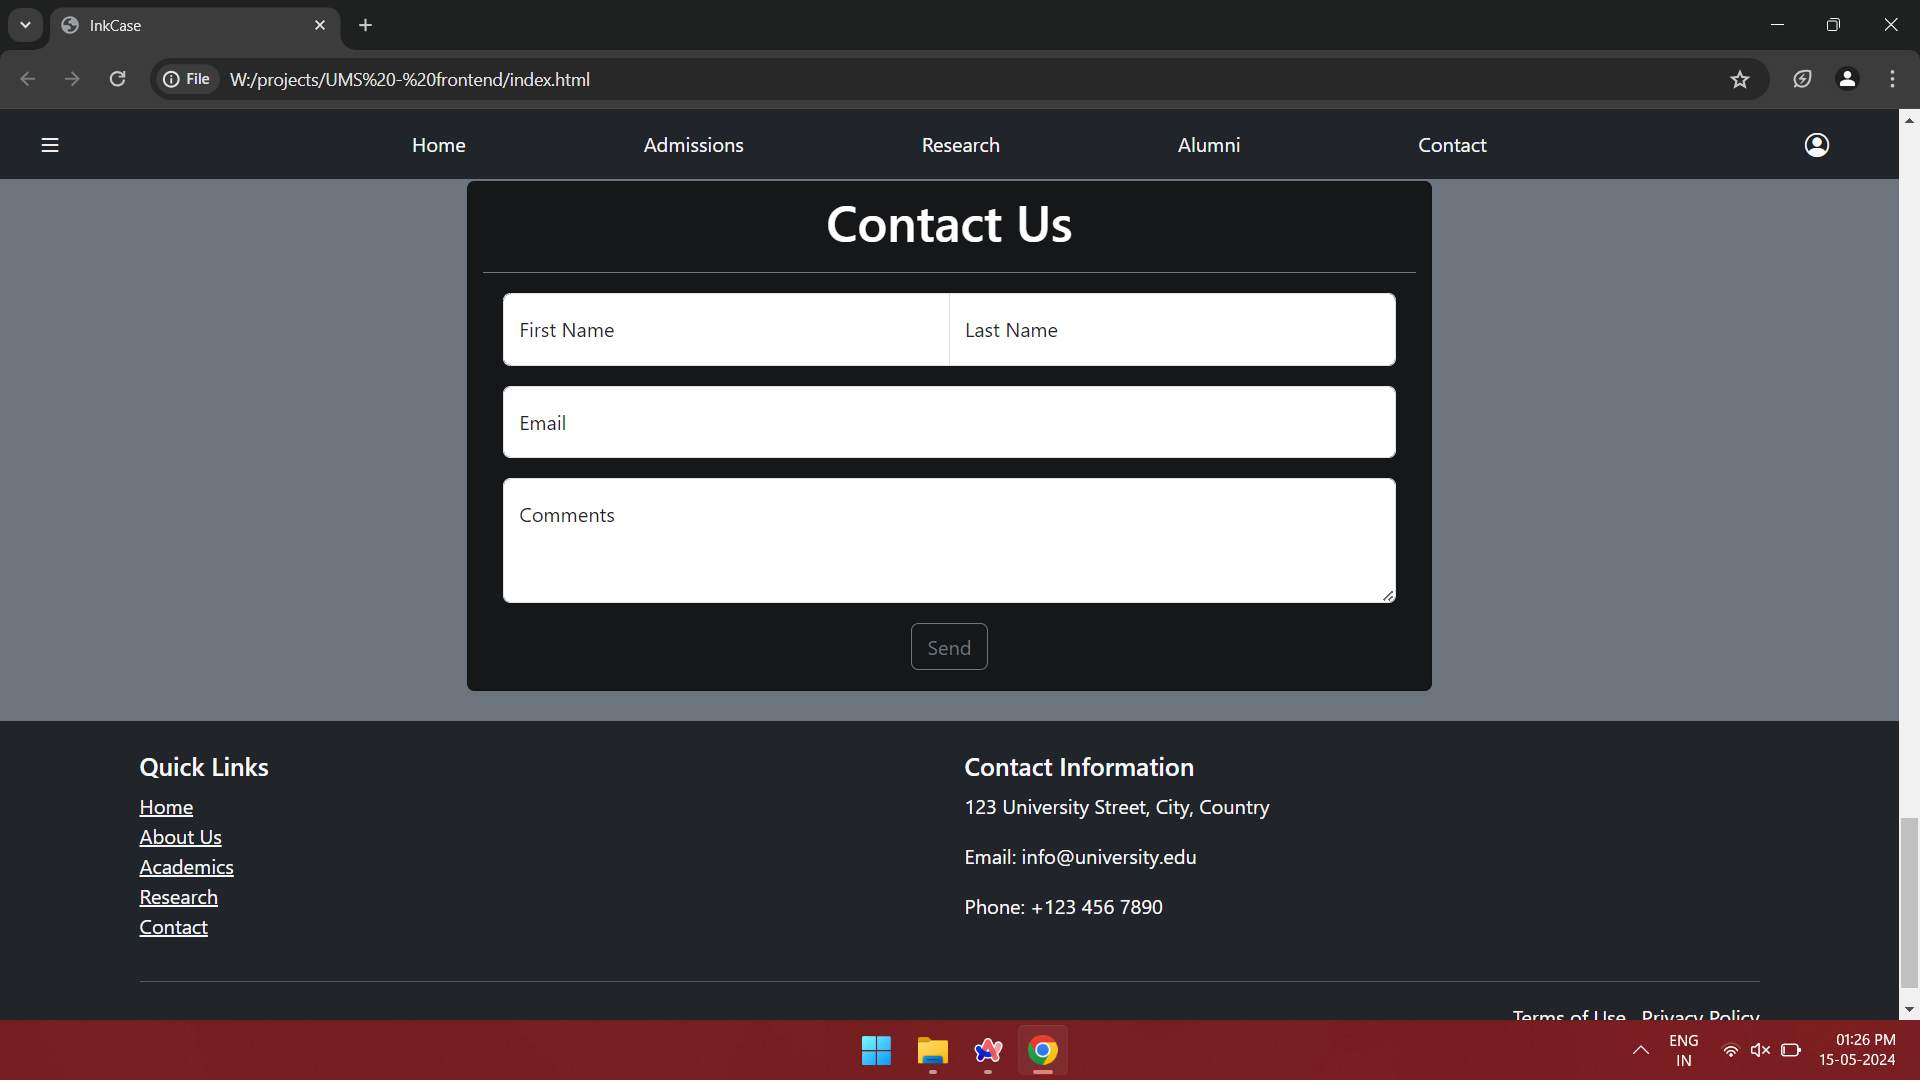 InkCase
File W:/projects/UMS%20-%20frontend/index.html
Home Admissions Research Alumni Contact
Contact Us
First Name Last Name
Email
Comments
Send
Quick Links
Home
About Us
Academics
Research
Contact
Contact Information
123 University Street, City, Country
Email: info@university.edu
Phone: +123 456 7890
Terms of Use Privacy Policy
ENG
IN
01:26 PM
15-05-2024